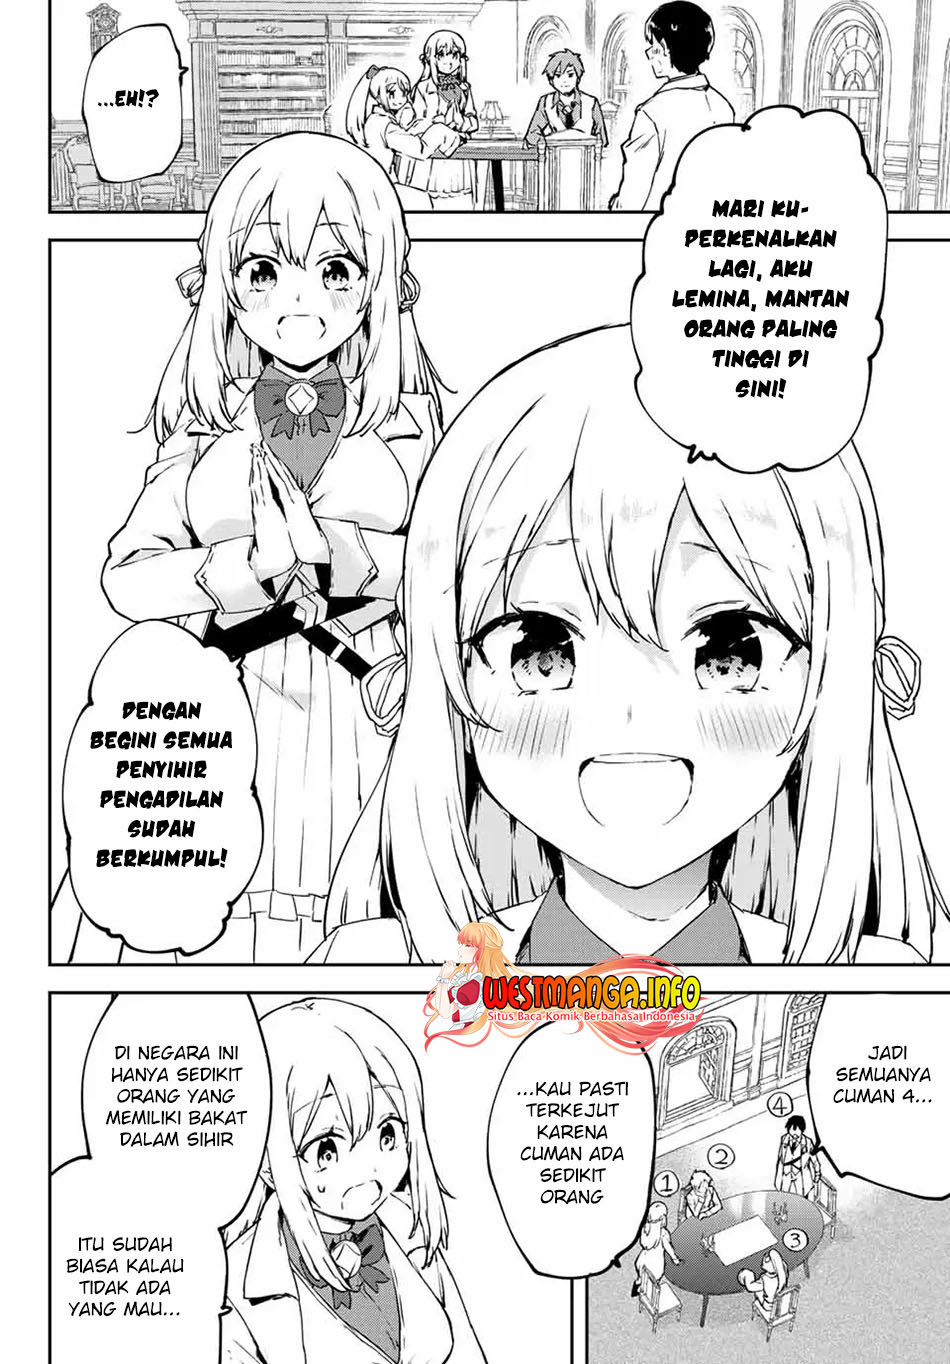 ...EH!?
MARI KU-
PERKENALKAN
LAGI, AKU
LEMINA, MANTAN
ORANG PALING
TINGGI DI
SINI!
DENGAN
BEGINI SEMUA
PENYIHIR
PENGADILAN
SUDAH
BERKUMPUL!
WESTMANGA.INFO
Situs Baca Komik Berbahasa Indonesia
JADI
SEMUANYA
CUMAN 4...
④
②
①
③
...KAU PASTI
TERKEJUT
KARENA
CUMAN ADA
SEDIKIT
ORANG
DI NEGARA INI
HANYA SEDIKIT
ORANG YANG
MEMILIKI BAKAT
DALAM SIHIR
ITU SUDAH
BIASA KALAU
TIDAK ADA
YANG MAU...